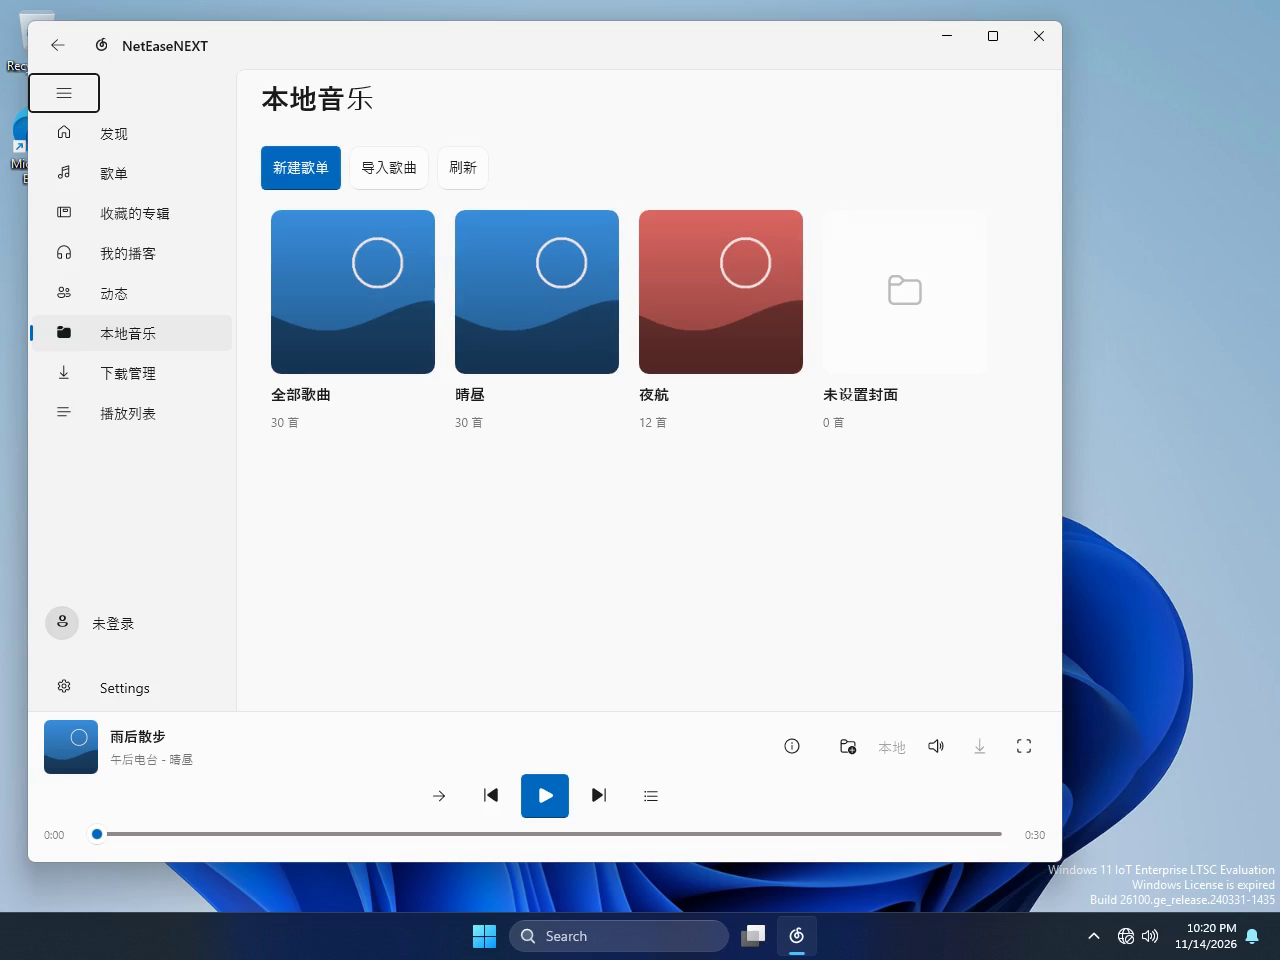 NetEaseNEXT
发现
歌单
收藏的专辑
我的播客
动态
本地音乐
下载管理
播放列表
未登录
Settings
本地音乐
新建歌单
导入歌曲
刷新
全部歌曲
30 首
晴昼
30 首
夜航
12 首
未设置封面
0 首
雨后散步
午后电台 - 晴昼
本地
0:00
0:30
Windows 11 IoT Enterprise LTSC Evaluation
Windows License is expired
Build 26100.ge_release.240331-1435
Search
10:20 PM
11/14/2026